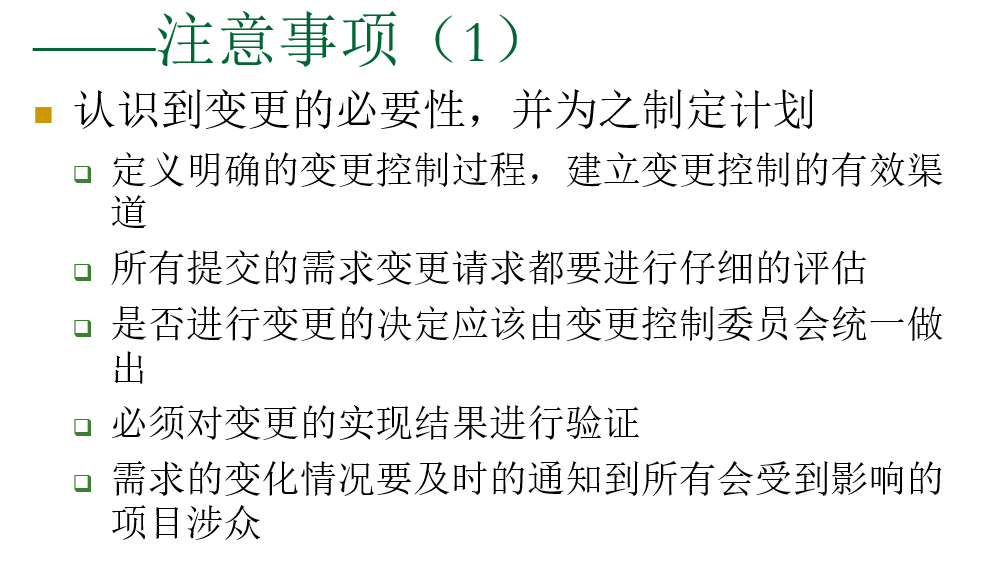 ——注意事项（1）
认识到变更的必要性，并为之制定计划
定义明确的变更控制过程，建立变更控制的有效渠
道
所有提交的需求变更请求都要进行仔细的评估
是否进行变更的决定应该由变更控制委员会统一做
出
必须对变更的实现结果进行验证
需求的变化情况要及时的通知到所有会受到影响的
项目涉众